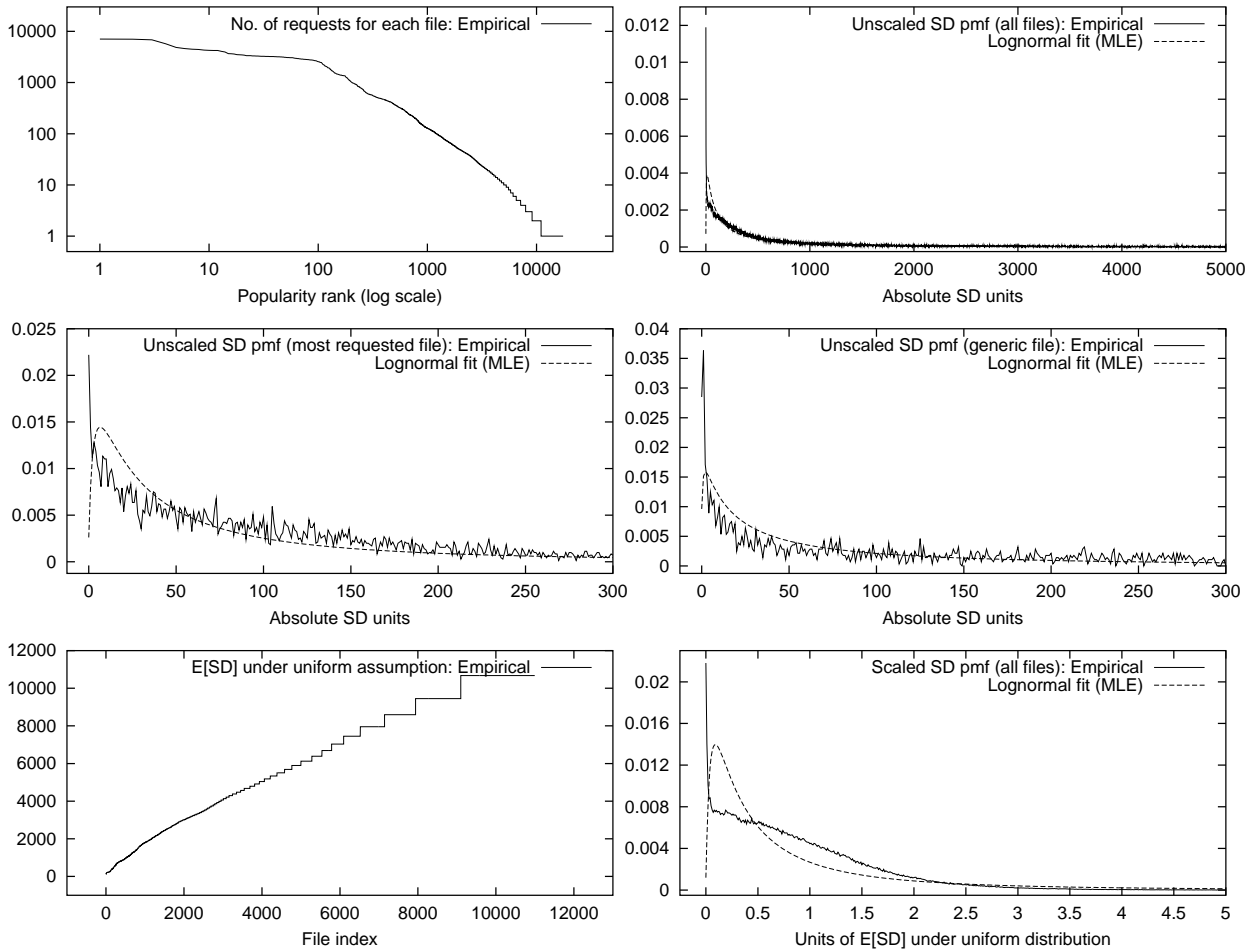 No. of requests for each file: Empirical
10000
1000
100
10
1
1 10 100 1000 10000
Popularity rank (log scale)
Unscaled SD pmf (all files): Empirical
Lognormal fit (MLE)
0.012
0.01
0.008
0.006
0.004
0.002
0
0 1000 2000 3000 4000 5000
Absolute SD units
Unscaled SD pmf (most requested file): Empirical
Lognormal fit (MLE)
0.025
0.02
0.015
0.01
0.005
0
0 50 100 150 200 250 300
Absolute SD units
Unscaled SD pmf (generic file): Empirical
Lognormal fit (MLE)
0.04
0.035
0.03
0.025
0.02
0.015
0.01
0.005
0
0 50 100 150 200 250 300
Absolute SD units
E[SD] under uniform assumption: Empirical
12000
10000
8000
6000
4000
2000
0
0 2000 4000 6000 8000 10000 12000
File index
Scaled SD pmf (all files): Empirical
Lognormal fit (MLE)
0.02
0.016
0.012
0.008
0.004
0
0 0.5 1 1.5 2 2.5 3 3.5 4 4.5 5
Units of E[SD] under uniform distribution